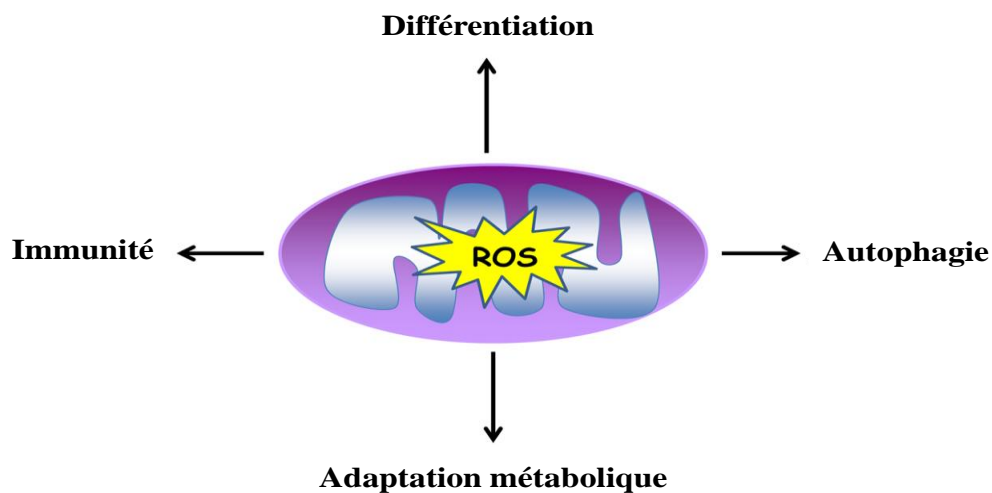 Différentiation
Immunité
ROS
Autophagie
Adaptation métabolique